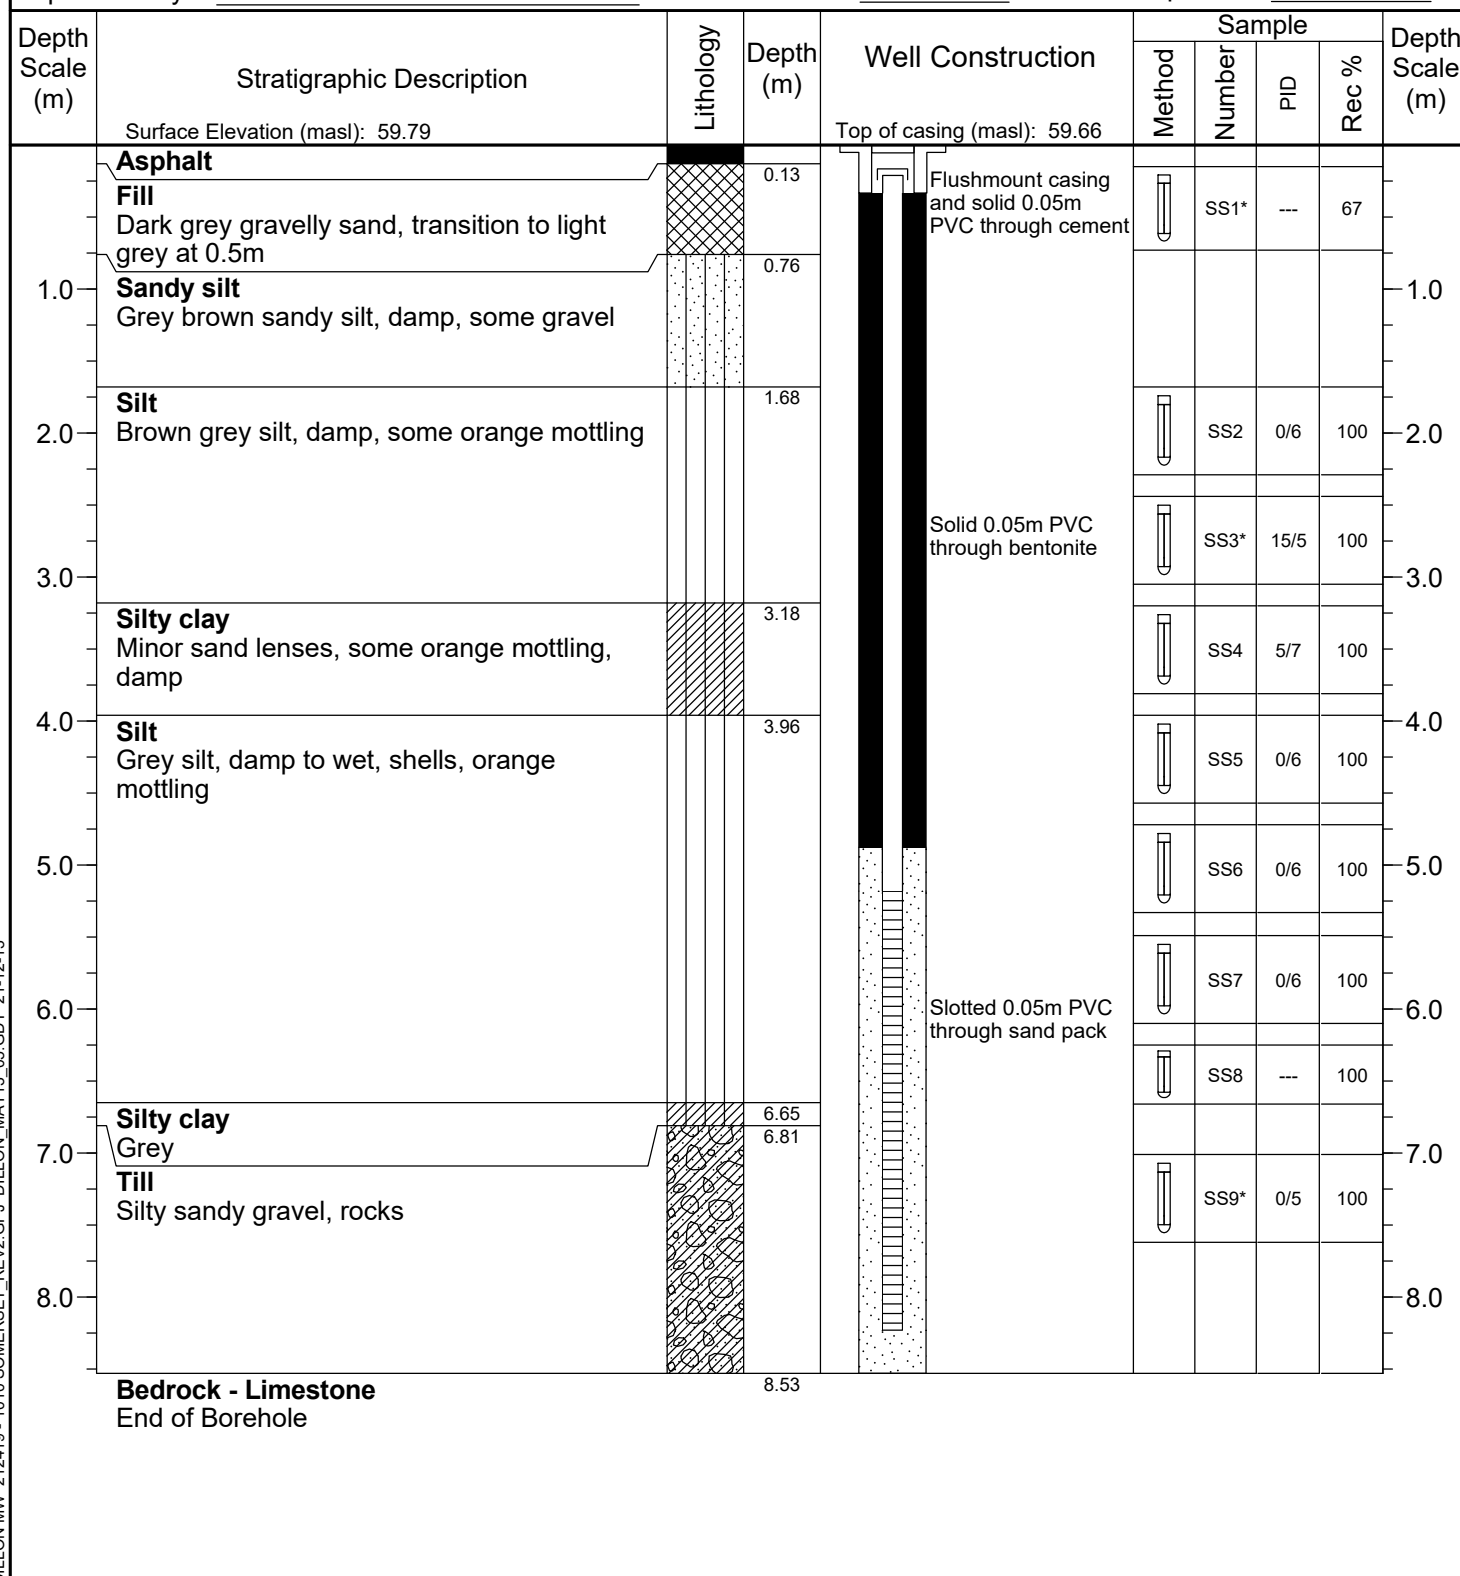 Depth
Scale
(m)
Stratigraphic Description
Surface Elevation (masl): 59.79
Lithology
Depth
(m)
Well Construction
Top of casing (masl): 59.66
Sample
Method
Number
PID
Rec %
Depth
Scale
(m)
Asphalt
0.13
Fill
Dark grey gravelly sand, transition to light
grey at 0.5m
0.76
Flushmount casing
and solid 0.05m
PVC through cement
SS1* --- 67
1.0
Sandy silt
Grey brown sandy silt, damp, some gravel
1.0
Silt
1.68
Brown grey silt, damp, some orange mottling
2.0
SS2 0/6 100
2.0
Solid 0.05m PVC
through bentonite
SS3* 15/5 100
3.0
3.0
Silty clay
3.18
Minor sand lenses, some orange mottling,
damp
SS4 5/7 100
4.0
4.0
Silt
3.96
Grey silt, damp to wet, shells, orange
mottling
SS5 0/6 100
5.0
SS6 0/6 100
5.0
SS7 0/6 100
6.0
Slotted 0.05m PVC
through sand pack
6.0
SS8 --- 100
Silty clay
6.65
Grey
6.81
7.0
7.0
Till
Silty sandy gravel, rocks
SS9* 0/5 100
8.0
8.0
Bedrock - Limestone
8.53
End of Borehole